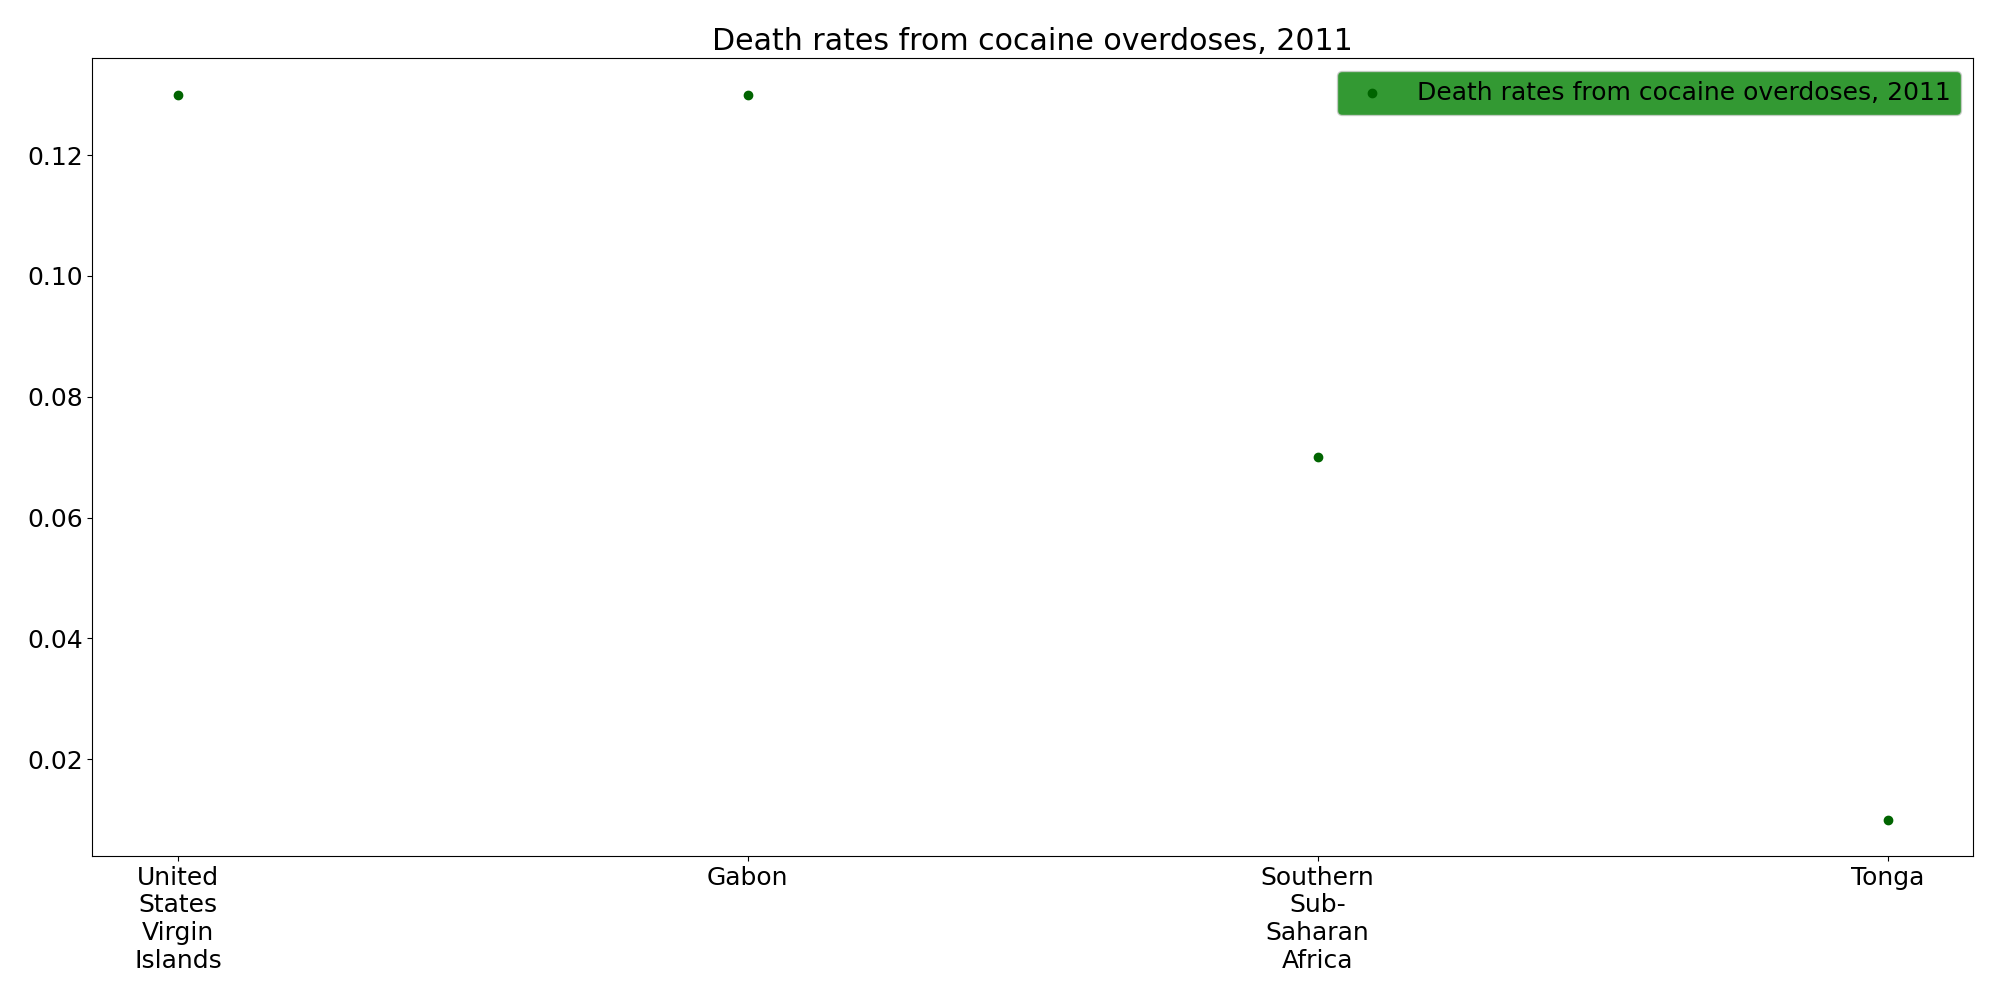 Death rates from cocaine overdoses, 2011
Death rates from cocaine overdoses, 2011
0.12
0.10
0.08
0.06
0.04
0.02
United
States
Virgin
Islands
Gabon
Southern
Sub-
Saharan
Africa
Tonga